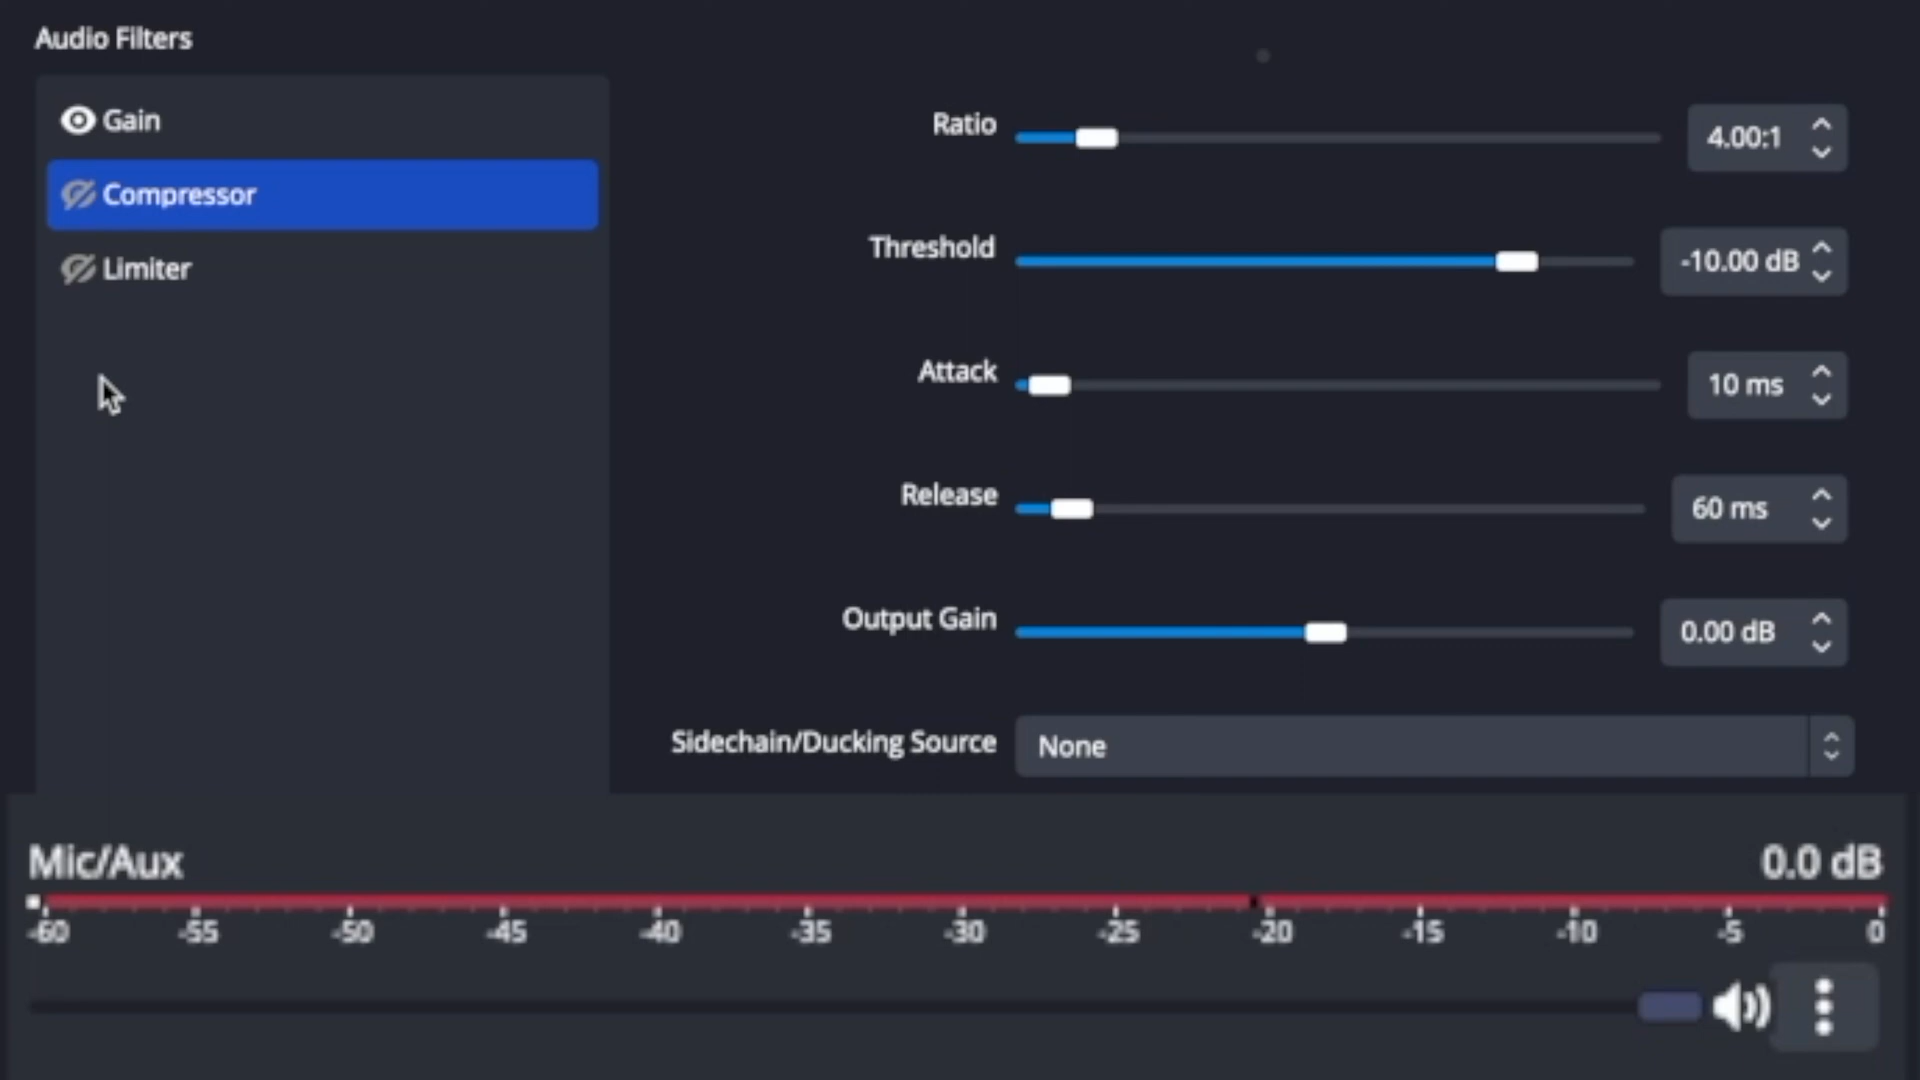 Audio Filters
Gain
Compressor
Limiter
Ratio 4.00:1
Threshold -10.00 dB
Attack 10 ms
Release 60 ms
Output Gain 0.00 dB
Sidechain/Ducking Source None
Mic/Aux 0.0 dB
-60 -55 -50 -45 -40 -35 -30 -25 -20 -15 -10 -5 0